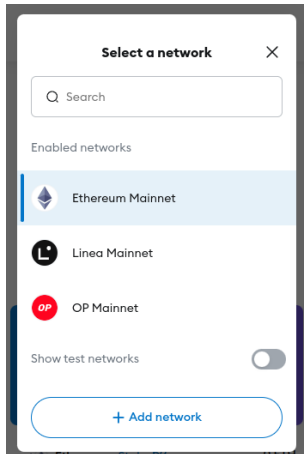 Select a network
Search
Enabled networks
Ethereum Mainnet
Linea Mainnet
OP
OP Mainnet
Show test networks
+ Add network